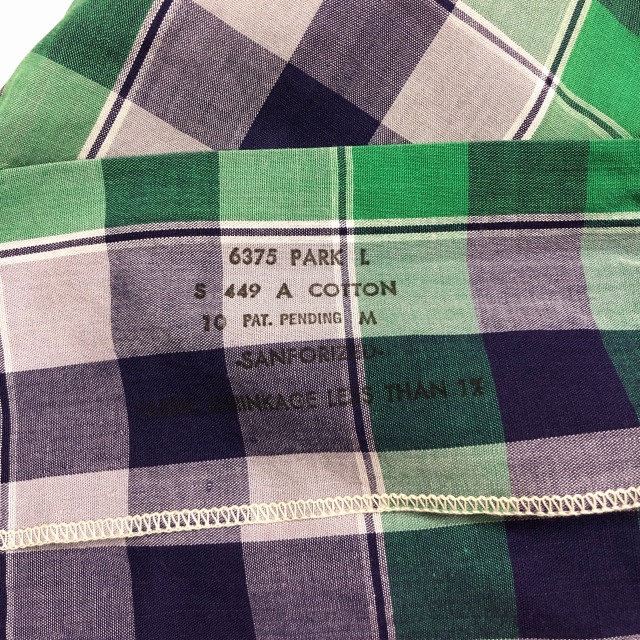 6375 PARK L
S 449 A COTTON
10 PAT. PENDING M
-SANFORIZED-
SHRINKAGE LESS THAN 1%